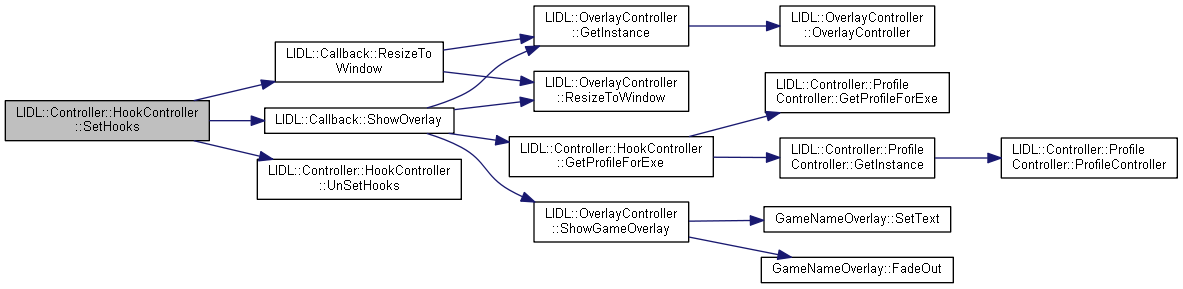 LIDL::Controller::HookController
::SetHooks
LIDL::Callback::ResizeTo
Window
LIDL::Callback::ShowOverlay
LIDL::Controller::HookController
::UnSetHooks
LIDL::OverlayController
::GetInstance
LIDL::OverlayController
::ResizeToWindow
LIDL::Controller::HookController
::GetProfileForExe
LIDL::OverlayController
::ShowGameOverlay
LIDL::OverlayController
::OverlayController
LIDL::Controller::Profile
Controller::GetProfileForExe
LIDL::Controller::Profile
Controller::GetInstance
GameNameOverlay::SetText
GameNameOverlay::FadeOut
LIDL::Controller::Profile
Controller::ProfileController